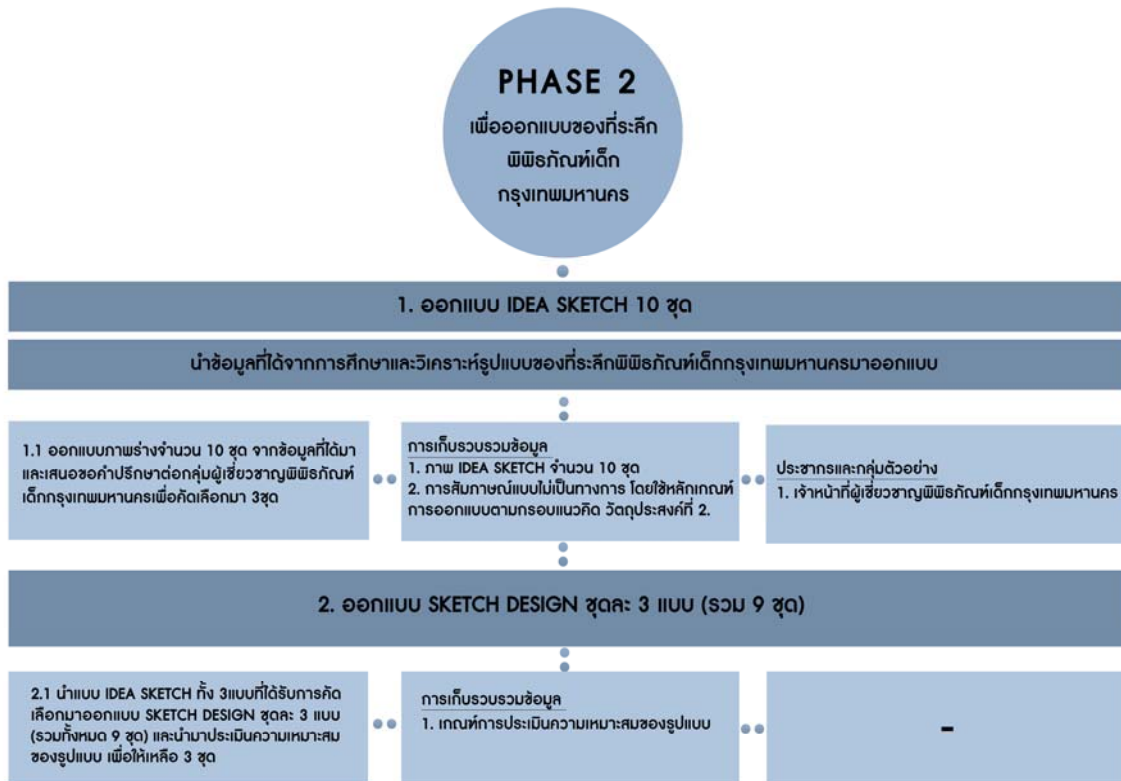 PHASE 2
เพื่อออกแบบของที่ระลึก
พิพิธภัณฑ์เด็ก
กรุงเทพมหานคร
1. ออกแบบ IDEA SKETCH 10 ชุด
นำข้อมูลที่ได้จากการศึกษาและวิเคราะห์รูปแบบของที่ระลึกพิพิธภัณฑ์เด็กกรุงเทพมหานครมาออกแบบ
1.1 ออกแบบภาพร่างจำนวน 10 ชุด จากข้อมูลที่ได้มา
และเสนอขอคำปรึกษาต่อกลุ่มผู้เชี่ยวชาญพิพิธภัณฑ์
เด็กกรุงเทพมหานครเพื่อคัดเลือกมา 3ชุด
การเก็บรวบรวมข้อมูล
1. ภาพ IDEA SKETCH จำนวน 10 ชุด
2. การสัมภาษณ์แบบไม่เป็นทางการ โดยใช้หลักเกณฑ์
การออกแบบตามกรอบแนวคิด วัตถุประสงค์ที่ 2.
ประชากรและกลุ่มตัวอย่าง
1. เจ้าหน้าที่ผู้เชี่ยวชาญพิพิธภัณฑ์เด็กกรุงเทพมหานคร
2. ออกแบบ SKETCH DESIGN ชุดละ 3 แบบ (รวม 9 ชุด)
2.1 นำแบบ IDEA SKETCH ทั้ง 3แบบที่ได้รับการคัด
เลือกมาออกแบบ SKETCH DESIGN ชุดละ 3 แบบ
(รวมทั้งหมด 9 ชุด) และนำมาประเมินความเหมาะสม
ของรูปแบบ เพื่อให้เหลือ 3 ชุด
การเก็บรวบรวมข้อมูล
1. เกณฑ์การประเมินความเหมาะสมของรูปแบบ
-